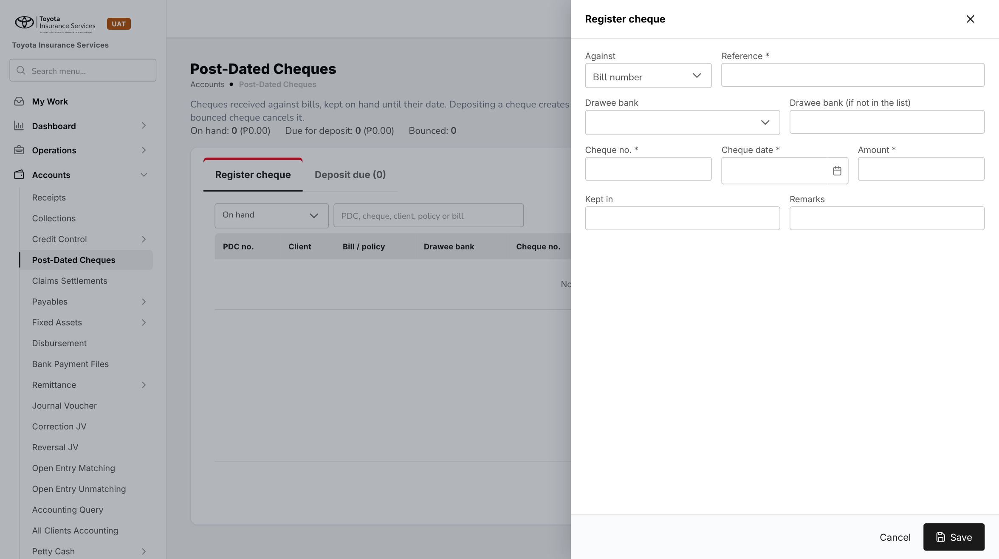 Toyota
Insurance Services
UAT
Toyota Insurance Services
Search menu...
My Work
Dashboard
Operations
Accounts
Receipts
Collections
Credit Control
Post-Dated Cheques
Claims Settlements
Payables
Fixed Assets
Disbursement
Bank Payment Files
Remittance
Journal Voucher
Correction JV
Reversal JV
Open Entry Matching
Open Entry Unmatching
Accounting Query
All Clients Accounting
Petty Cash
Post-Dated Cheques
Accounts • Post-Dated Cheques
Cheques received against bills, kept on hand until their date. Depositing a cheque creates
bounced cheque cancels it.
On hand: 0 (₱0.00) Due for deposit: 0 (₱0.00) Bounced: 0
Register cheque Deposit due (0)
On hand PDC, cheque, client, policy or bill
PDC no. Client Bill / policy Drawee bank Cheque no.
Register cheque
Against Reference *
Bill number
Drawee bank Drawee bank (if not in the list)
Cheque no. * Cheque date * Amount *
Kept in Remarks
Cancel Save